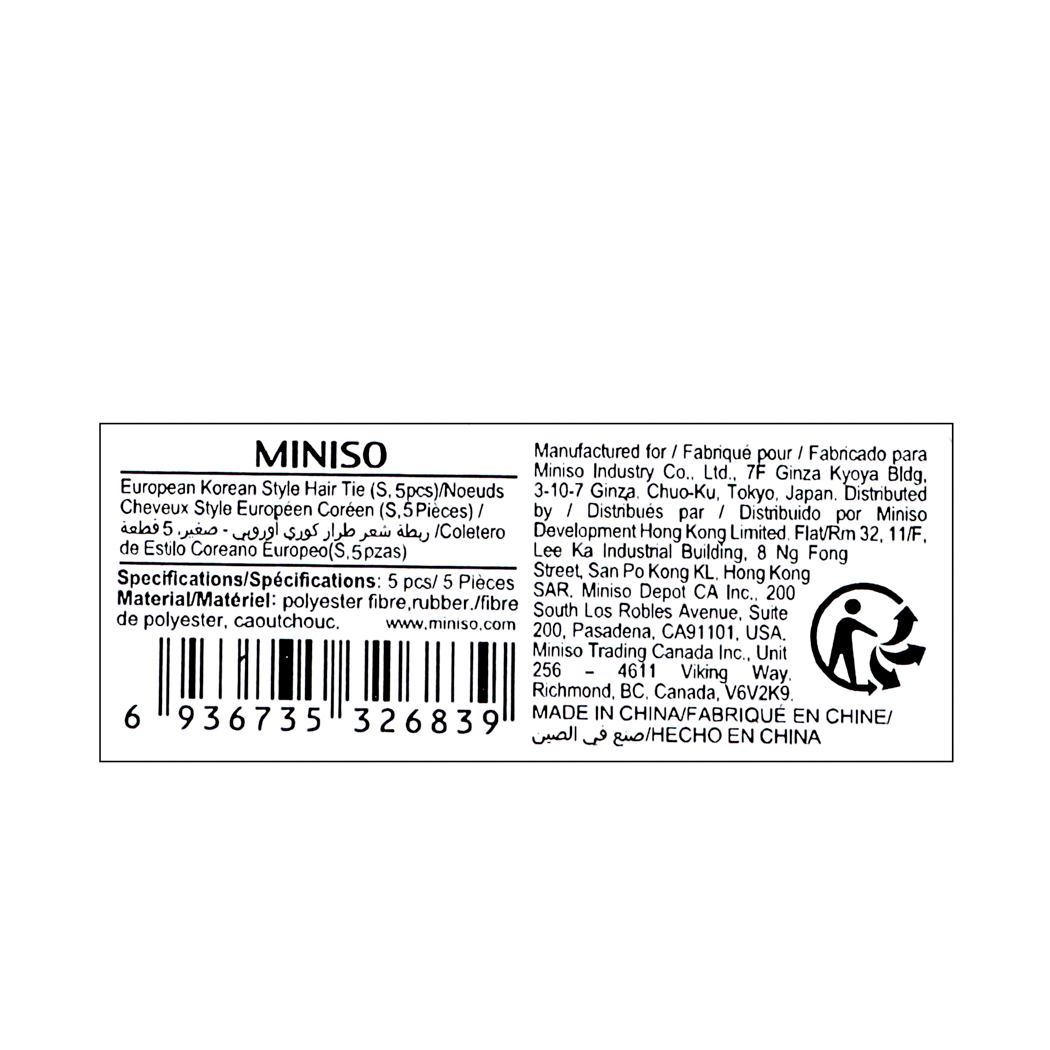 MINISO
European Korean Style Hair Tie (S, 5pcs)/Noeuds
Cheveux Style Européen Coréen (S, 5 Pièces) /
ربطة شعر طراز كوري أوروبي - صغير, 5 قطعة /Coletero
de Estilo Coreano Europeo(S, 5pzas)
Specifications/Spécifications: 5 pcs/ 5 Pièces
Material/Matériel: polyester fibre,rubber./fibre
de polyester, caoutchouc. www.miniso.com
6 936735 326839
Manufactured for / Fabriqué pour / Fabricado para
Miniso Industry Co., Ltd., 7F Ginza Kyoya Bldg,
3-10-7 Ginza. Chuo-Ku, Tokyo, Japan. Distributed
by / Distribués par / Distribuido por Miniso
Development Hong Kong Limited. Flat/Rm 32, 11/F,
Lee Ka Industrial Building, 8 Ng Fong
Street, San Po Kong KL, Hong Kong
SAR. Miniso Depot CA Inc., 200
South Los Robles Avenue, Suite
200, Pasadena, CA91101, USA.
Miniso Trading Canada Inc., Unit
256 – 4611 Viking Way.
Richmond, BC, Canada, V6V2K9.
MADE IN CHINA/FABRIQUÉ EN CHINE/
صنع في الصين/HECHO EN CHINA